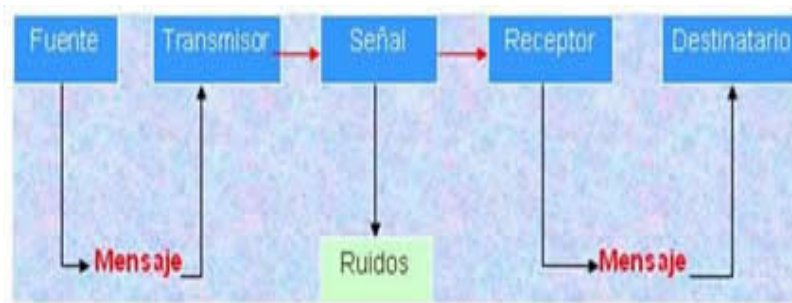 Fuente
Transmisor
Señal
Receptor
Destinatario
Mensaje
Ruidos
Mensaje